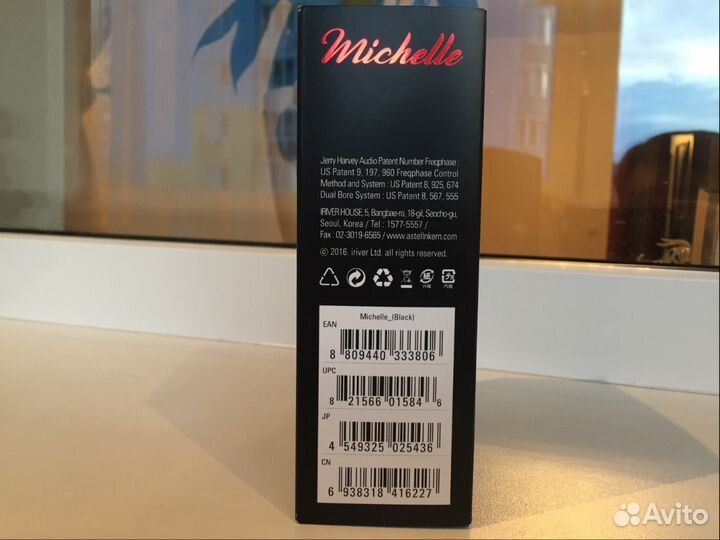 Michelle
Jerry Harvey Audio Patent Number Freqphase :
US Patent 9, 197, 960 Freqphase Control
Method and System : US Patent 8, 925, 674
Dual Bore System : US Patent 8, 567, 555
IRIVER HOUSE, 5, Bangbae-ro, 18-gil, Seocho-gu,
Seoul, Korea / Tel : 1577-5557 /
Fax : 02-3019-6565 / www.astellnkern.com
ⓒ 2016. iriver Ltd. all rights reserved.
Michelle_(Black)
EAN
8 809440 333806
UPC
8 21566 01584 6
JP
4 549325 025436
CN
6 938318 416227
Avito